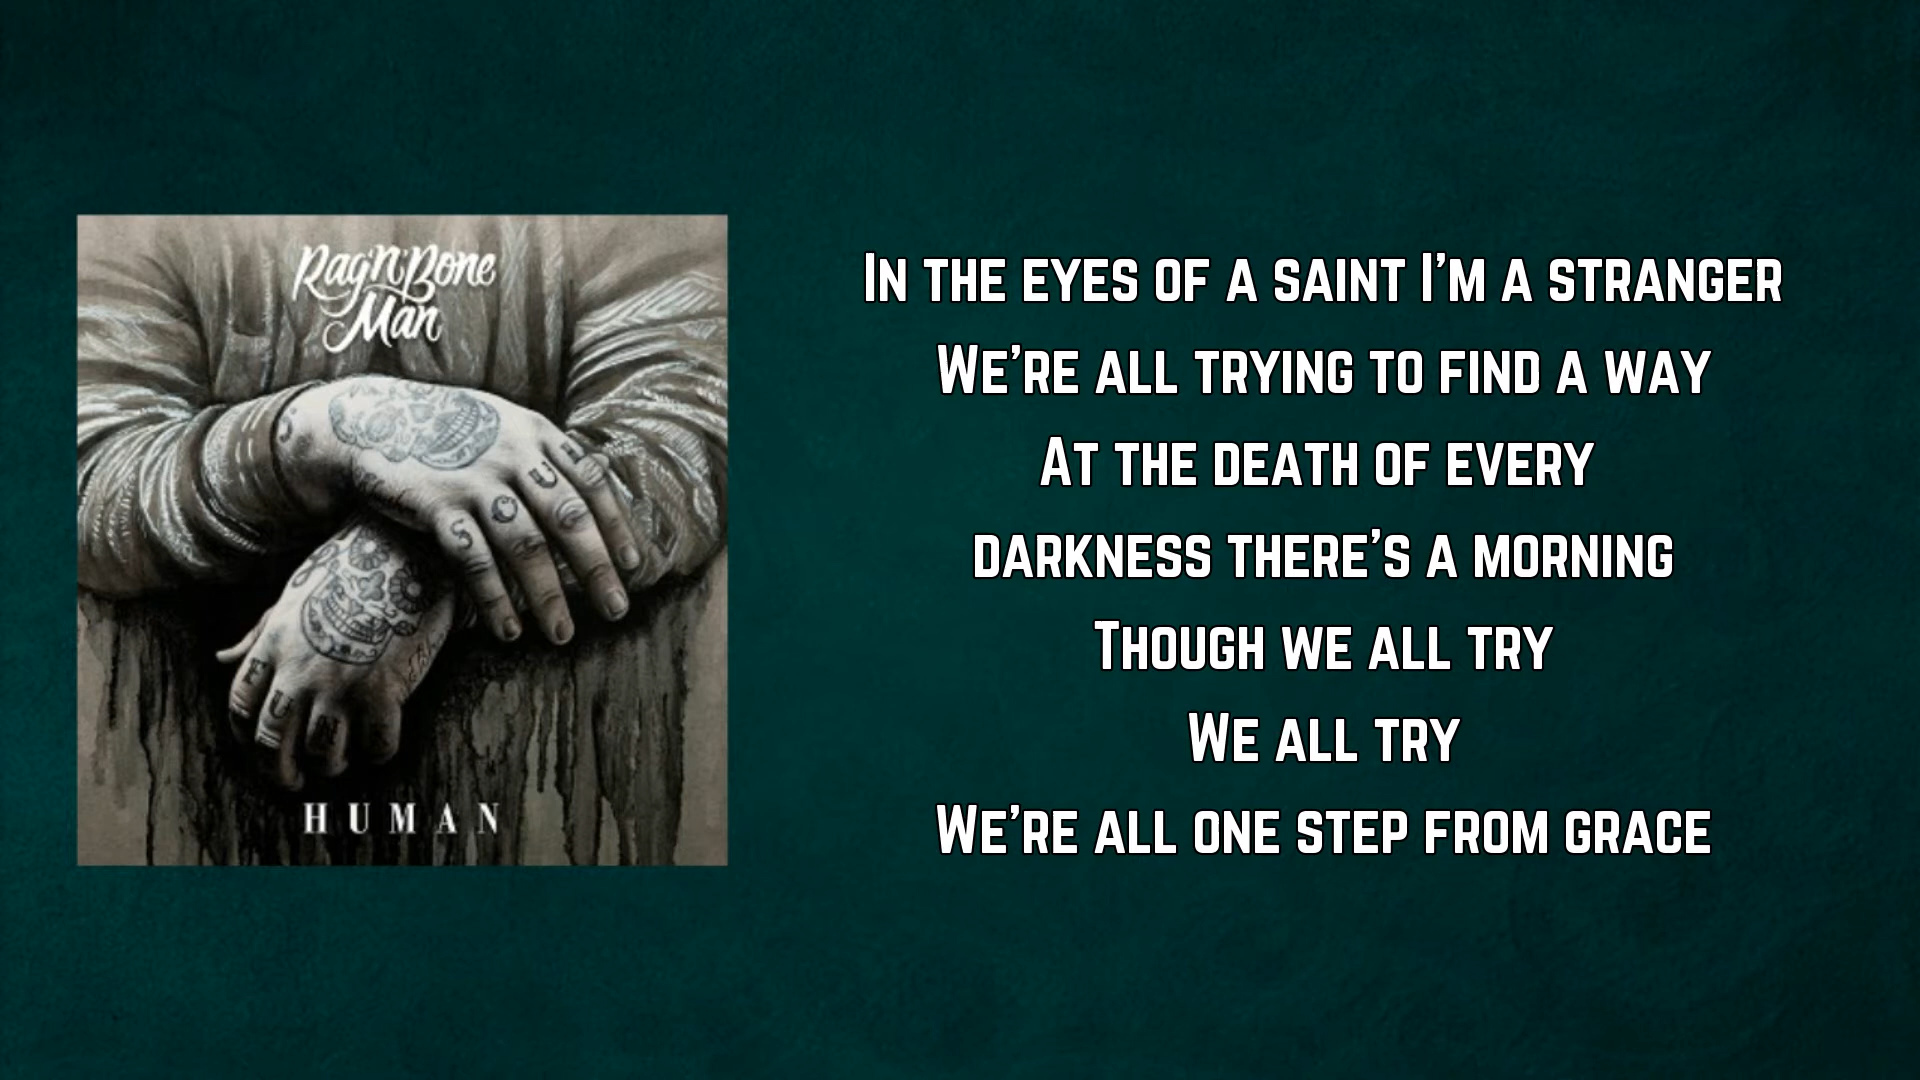 Rag'n'Bone
Man
SOUL
FUNK
HUMAN
In the eyes of a saint I'm a stranger
We're all trying to find a way
At the death of every
darkness there's a morning
Though we all try
We all try
We're all one step from grace